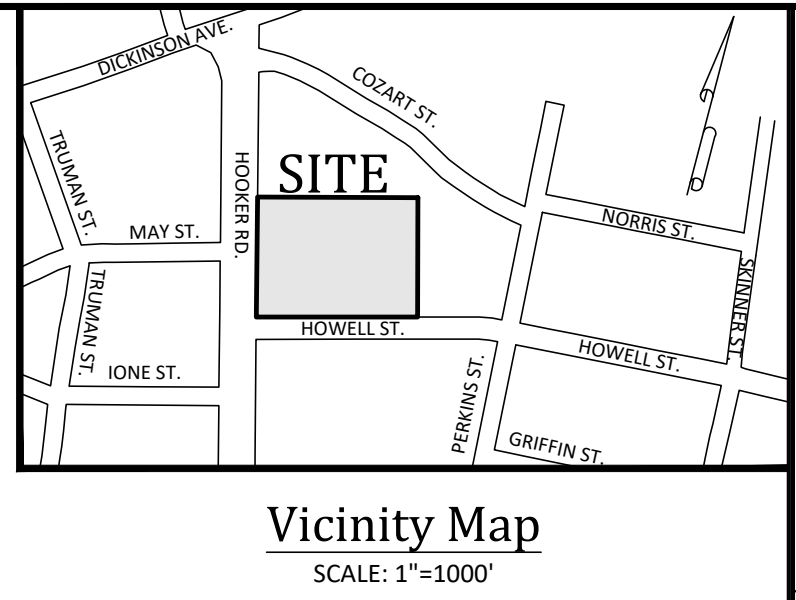 DICKINSON AVE.
COZART ST.
TRUMAN ST.
HOOKER RD.
SITE
MAY ST.
NORRIS ST.
TRUMAN ST.
SKINNER ST.
HOWELL ST.
HOWELL ST.
IONE ST.
PERKINS ST.
GRIFFIN ST.
Vicinity Map
SCALE: 1"=1000'